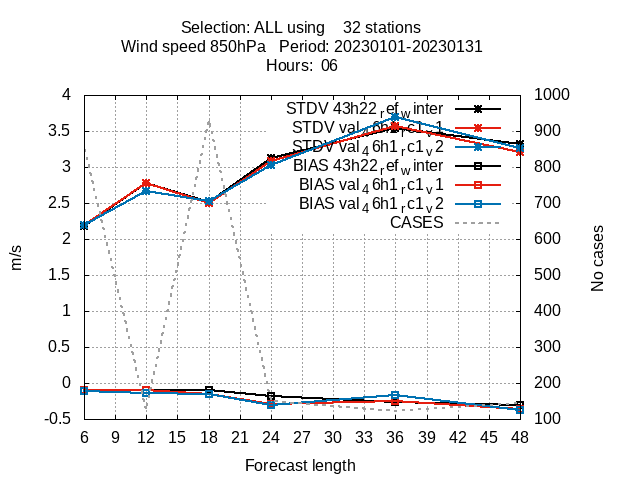 Selection: ALL using    32 stations
Wind speed 850hPa   Period: 20230101-20230131
Hours:  06
4
3.5
3
2.5
2
1.5
1
0.5
0
-0.5
m/s
1000
900
800
700
600
500
400
300
200
100
No cases
STDV 43h22_ref_winter
STDV val_46h1_rc1_v1
STDV val_46h1_rc1_v2
BIAS 43h22_ref_winter
BIAS val_46h1_rc1_v1
BIAS val_46h1_rc1_v2
CASES
6 9 12 15 18 21 24 27 30 33 36 39 42 45 48
Forecast length